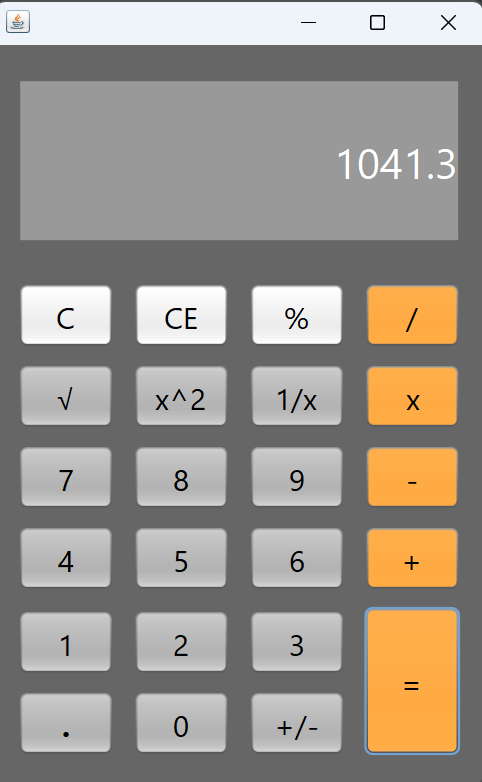 1041.3
C CE % /
√ x^2 1/x x
7 8 9 -
4 5 6 +
1 2 3
=
. 0 +/-